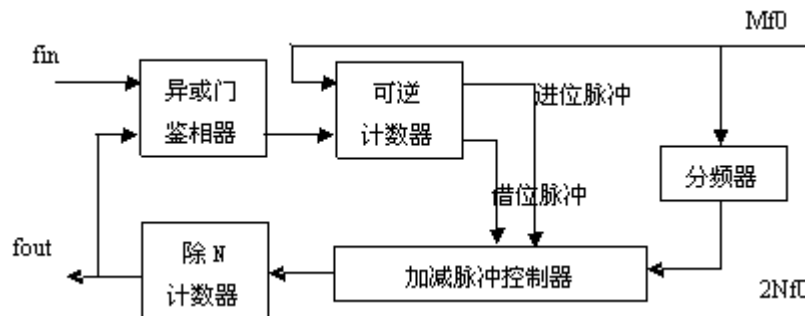 Mf0
fin
异或门
鉴相器
可逆
计数器
进位脉冲
借位脉冲
分频器
fout
除 N
计数器
加减脉冲控制器
2Nf0